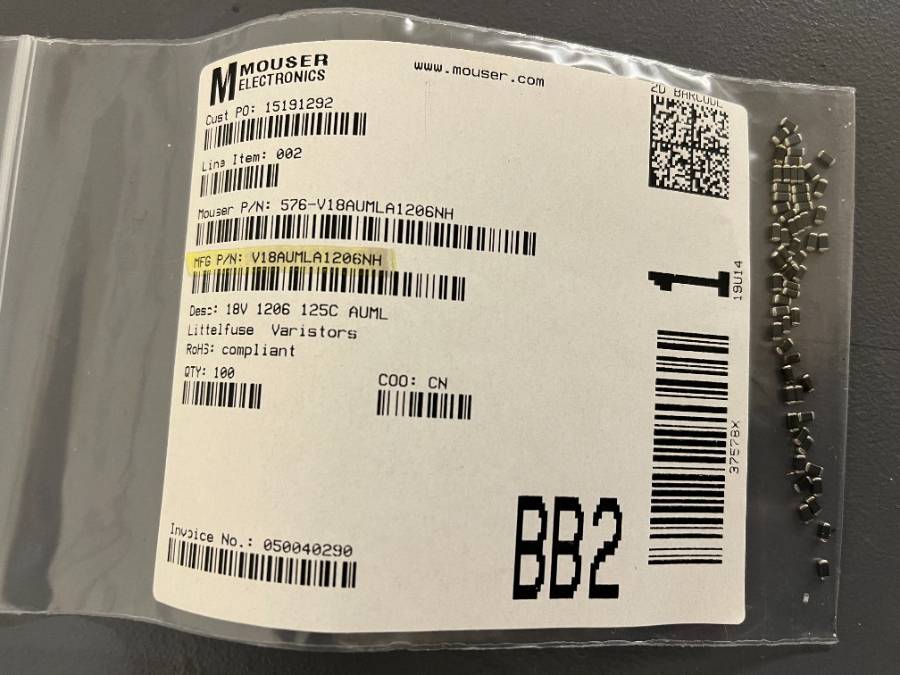 MOUSER
ELECTRONICS
www.mouser.com
2D BARCODE
Cust PO: 15191292
Line Item: 002
Mouser P/N: 576-V18AUMLA1206NH
MFG P/N: V18AUMLA1206NH
Desc: 18V 1206 125C AUML
Littelfuse Varistors
RoHS: compliant
QTY: 100
COO: CN
Invoice No.: 050040290
BB2
1
19U14
37578X